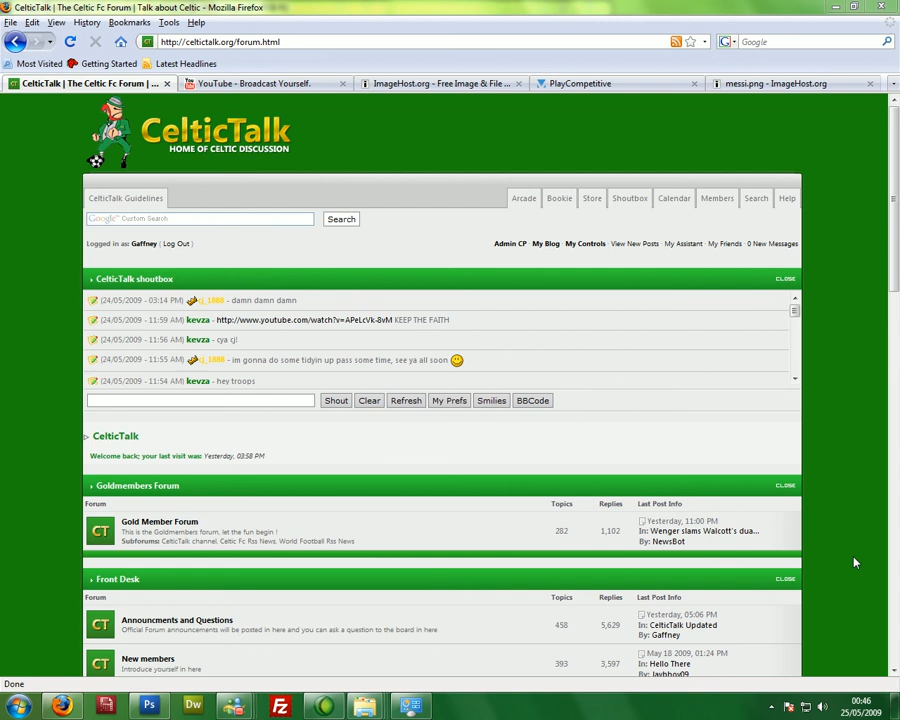 CelticTalk | The Celtic Fc Forum | Talk about Celtic - Mozilla Firefox
File Edit View History Bookmarks Tools Help
http://celtictalk.org/forum.html
Google
Most Visited Getting Started Latest Headlines
CelticTalk | The Celtic Fc Forum | ... YouTube - Broadcast Yourself. ImageHost.org - Free Image & File ... PlayCompetitive messi.png - ImageHost.org
CelticTalk
HOME OF CELTIC DISCUSSION
CelticTalk Guidelines Arcade Bookie Store Shoutbox Calendar Members Search Help
Google Custom Search Search
Logged in as: Gaffney ( Log Out ) Admin CP · My Blog · My Controls · View New Posts · My Assistant · My Friends · 0 New Messages
CelticTalk shoutbox CLOSE
(24/05/2009 - 03:14 PM) cj_1888 - damn damn damn
(24/05/2009 - 11:59 AM) kevza - http://www.youtube.com/watch?v=APeLcVk-8vM KEEP THE FAITH
(24/05/2009 - 11:56 AM) kevza - cya cj!
(24/05/2009 - 11:55 AM) cj_1888 - im gonna do some tidyin up pass some time, see ya all soon
(24/05/2009 - 11:54 AM) kevza - hey troops
Shout Clear Refresh My Prefs Smilies BBCode
CelticTalk
Welcome back; your last visit was: Yesterday, 03:58 PM
Goldmembers Forum CLOSE
Forum Topics Replies Last Post Info
CT
Gold Member Forum
This is the Goldmembers forum, let the fun begin !
Subforums: CelticTalk channel, Celtic Fc Rss News, World Football Rss News
282 1,102
Yesterday, 11:00 PM
In: Wenger slams Walcott's dua...
By: NewsBot
Front Desk CLOSE
Forum Topics Replies Last Post Info
CT
Announcments and Questions
Official Forum announcements will be posted in here and you can ask a question to the board in here
458 5,629
Yesterday, 05:06 PM
In: CelticTalk Updated
By: Gaffney
CT
New members
Introduce yourself in here
393 3,597
May 18 2009, 01:24 PM
In: Hello There
By: Jayboy09
Done
Ps Dw Fz
00:46
25/05/2009